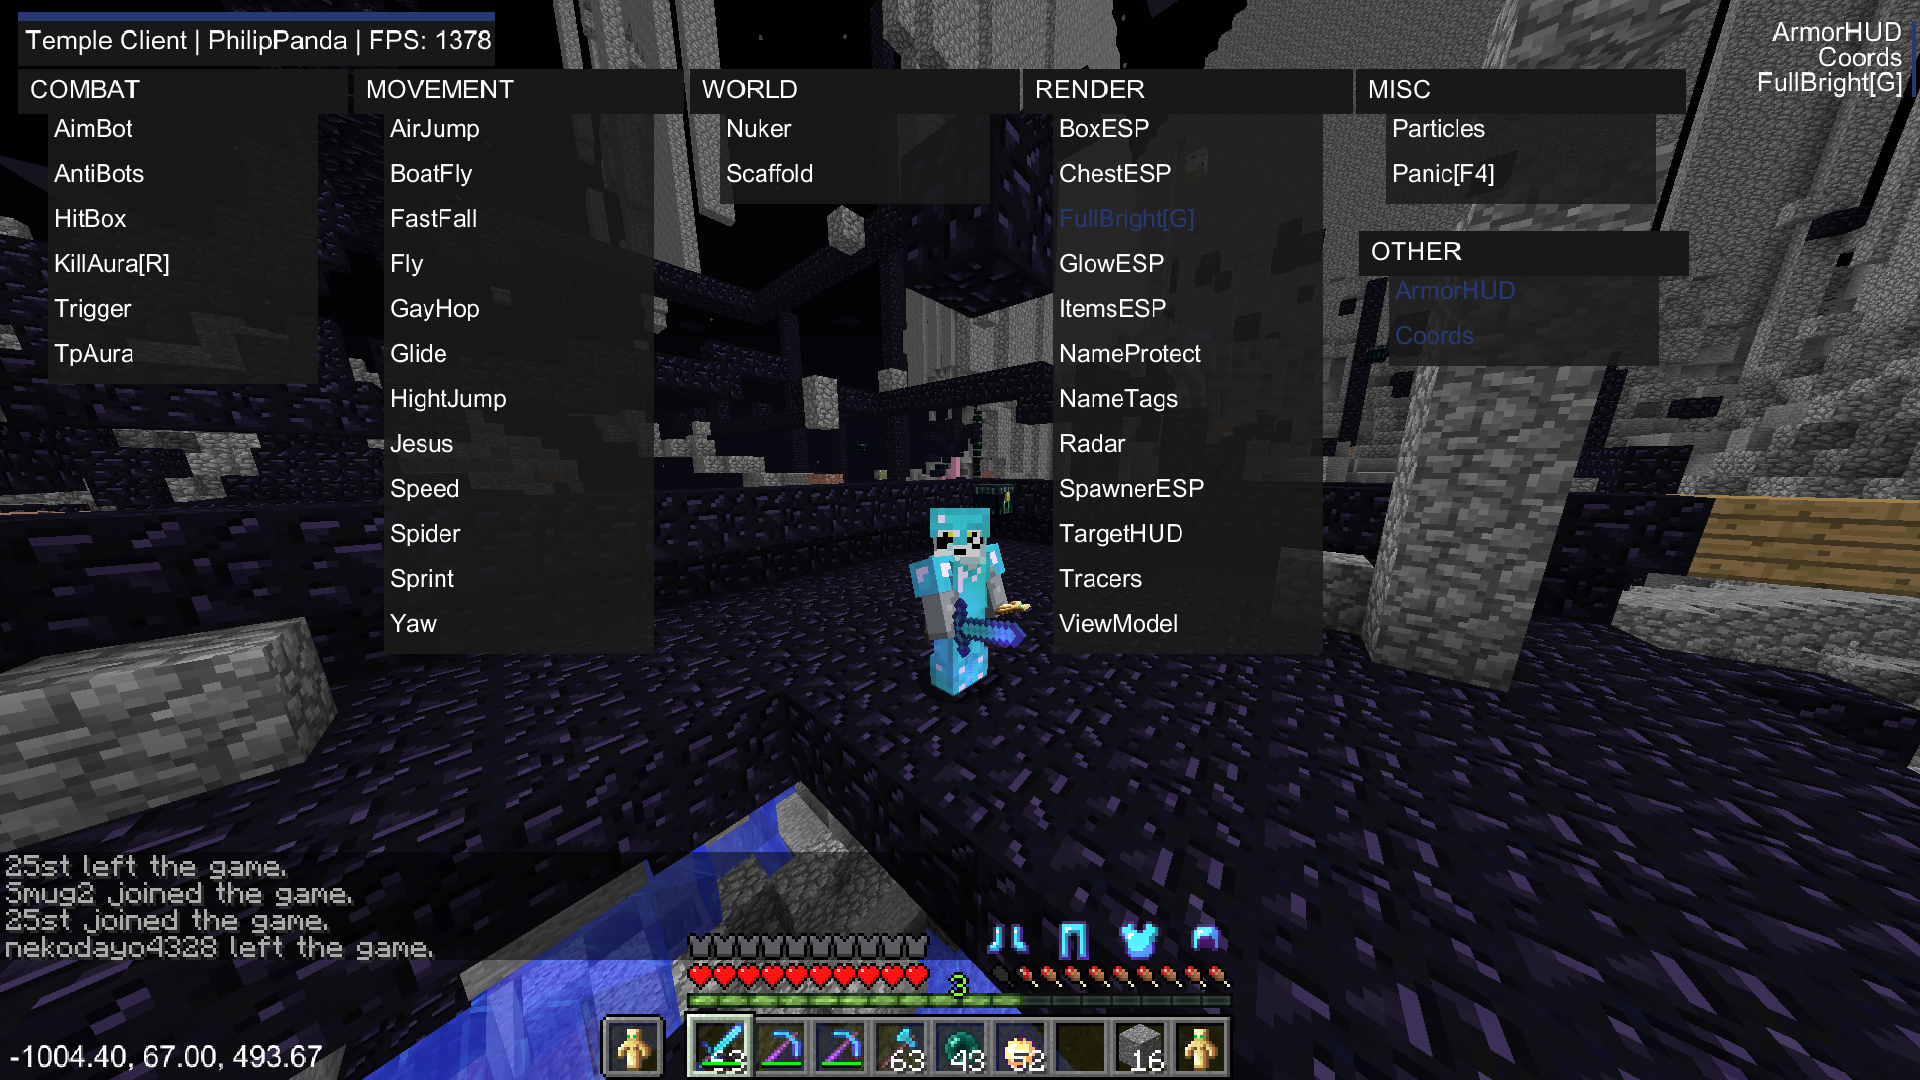 Temple Client | PhilipPanda | FPS: 1378
ArmorHUD
Coords
FullBright[G]
COMBAT
AimBot
AntiBots
HitBox
KillAura[R]
Trigger
TpAura
MOVEMENT
AirJump
BoatFly
FastFall
Fly
GayHop
Glide
HightJump
Jesus
Speed
Spider
Sprint
Yaw
WORLD
Nuker
Scaffold
RENDER
BoxESP
ChestESP
FullBright[G]
GlowESP
ItemsESP
NameProtect
NameTags
Radar
SpawnerESP
TargetHUD
Tracers
ViewModel
MISC
Particles
Panic[F4]
OTHER
ArmorHUD
Coords
25st left the game.
5mug2 joined the game.
25st joined the game.
nekodayo4328 left the game.
3
-1004.40, 67.00, 493.67
63 63 43 52 16